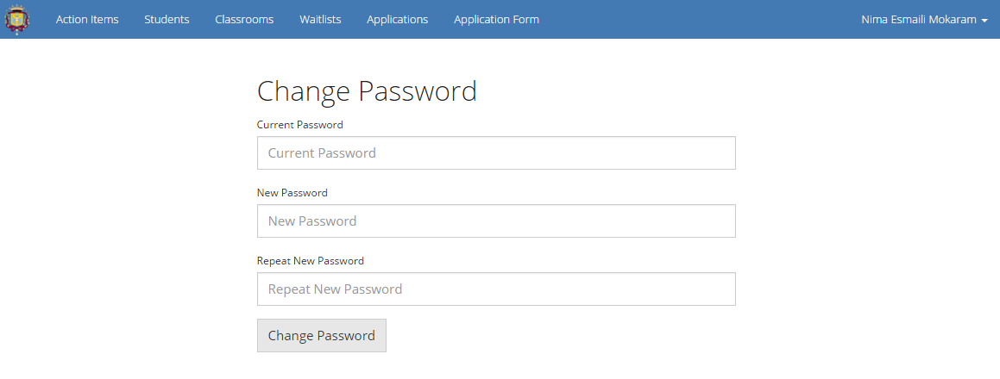 Action Items Students Classrooms Waitlists Applications Application Form Nima Esmaili Mokaram
Change Password
Current Password
Current Password
New Password
New Password
Repeat New Password
Repeat New Password
Change Password